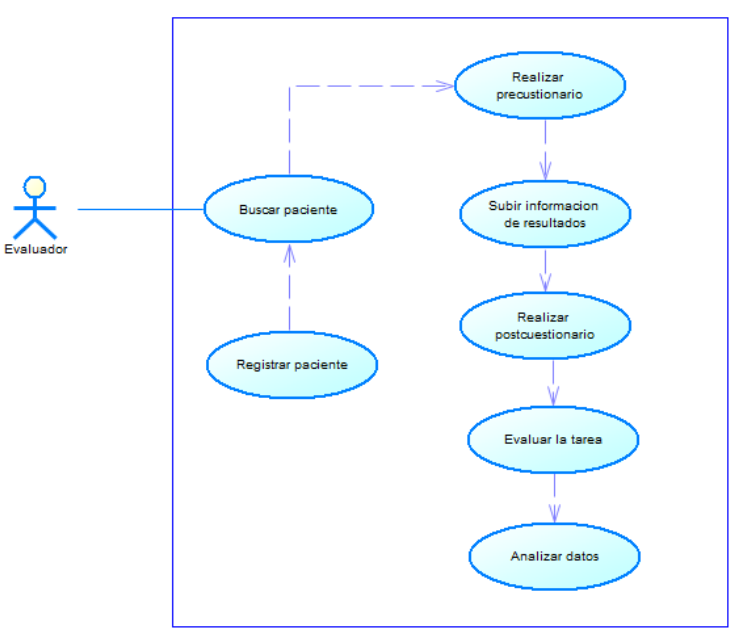 Realizar
precustionario
Buscar paciente
Evaluador
Subir informacion
de resultados
Realizar
postcuestionario
Registrar paciente
Evaluar la tarea
Analizar datos